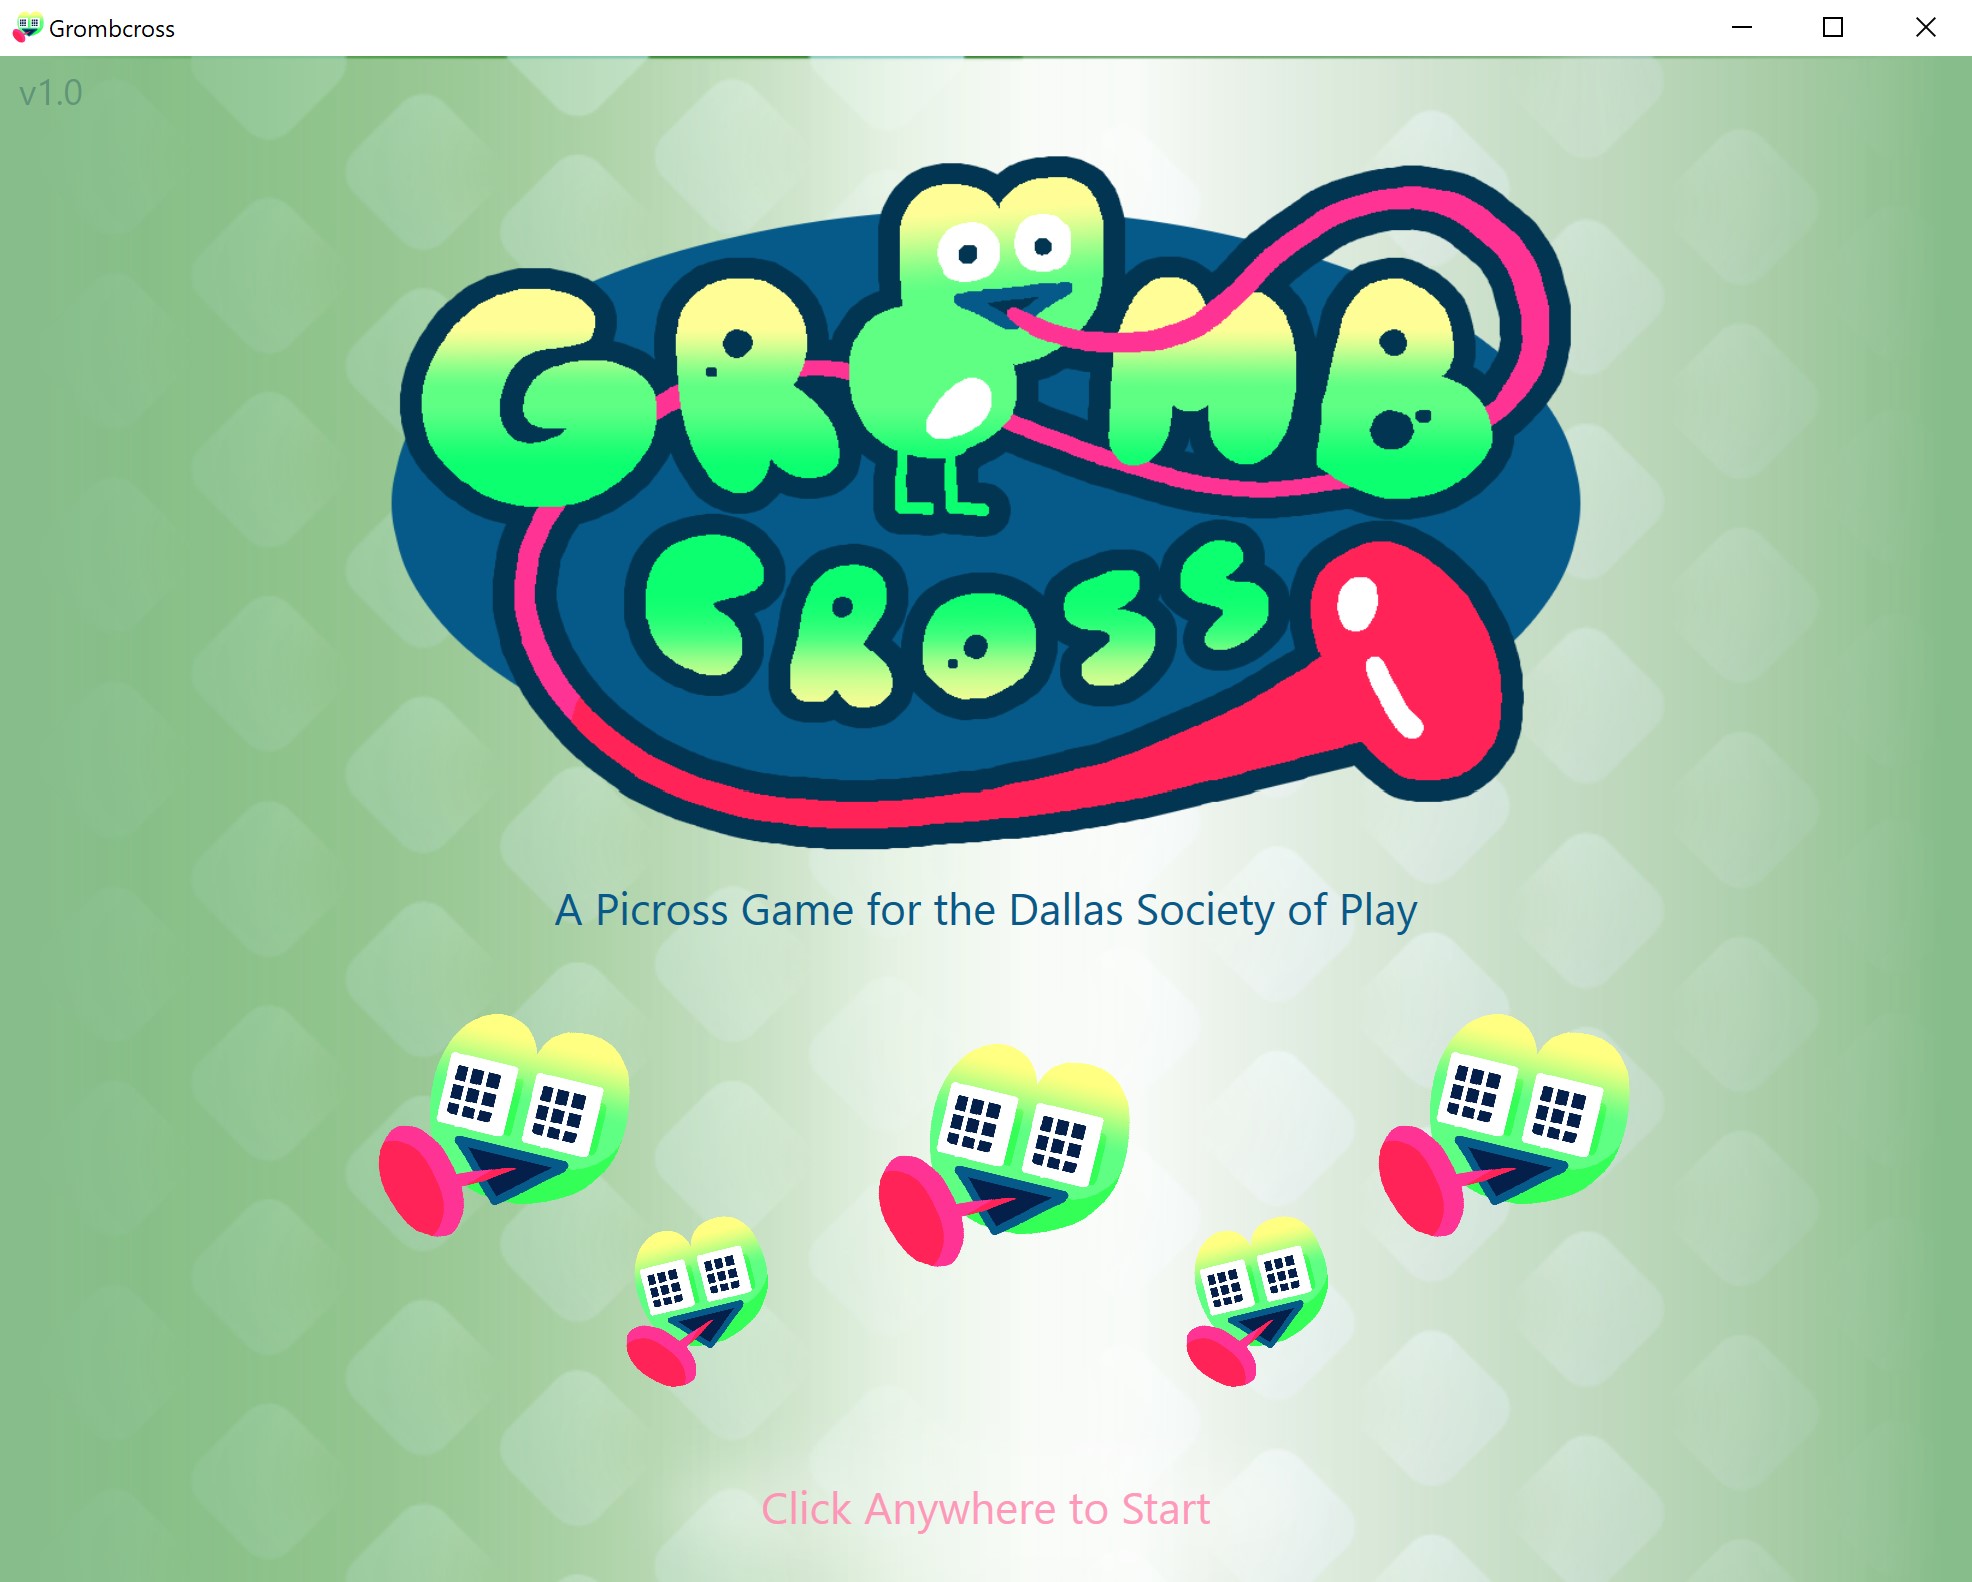 Grombcross
v1.0
GROMB
CROSS
A Picross Game for the Dallas Society of Play
Click Anywhere to Start